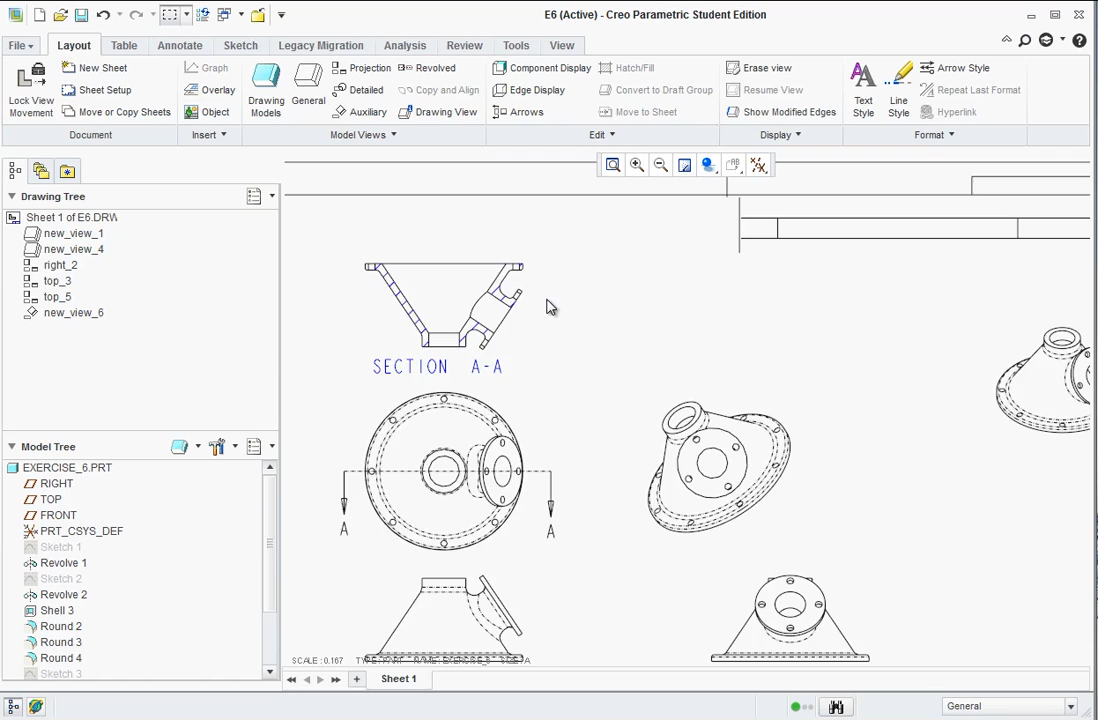 E6 (Active) - Creo Parametric Student Edition
File Layout Table Annotate Sketch Legacy Migration Analysis Review Tools View
Lock View Movement
New Sheet
Sheet Setup
Move or Copy Sheets
Document
Graph
Overlay
Object
Insert
Drawing Models
General
Projection
Detailed
Auxiliary
Revolved
Copy and Align
Drawing View
Model Views
Component Display
Edge Display
Arrows
Hatch/Fill
Convert to Draft Group
Move to Sheet
Edit
Erase view
Resume View
Show Modified Edges
Display
Text Style
Line Style
Arrow Style
Repeat Last Format
Hyperlink
Format
Drawing Tree
Sheet 1 of E6.DRW
new_view_1
new_view_4
right_2
top_3
top_5
new_view_6
Model Tree
EXERCISE_6.PRT
RIGHT
TOP
FRONT
PRT_CSYS_DEF
Sketch 1
Revolve 1
Sketch 2
Revolve 2
Shell 3
Round 2
Round 3
Round 4
Sketch 3
SECTION A-A
A A
SCALE : 0.167
Sheet 1
General